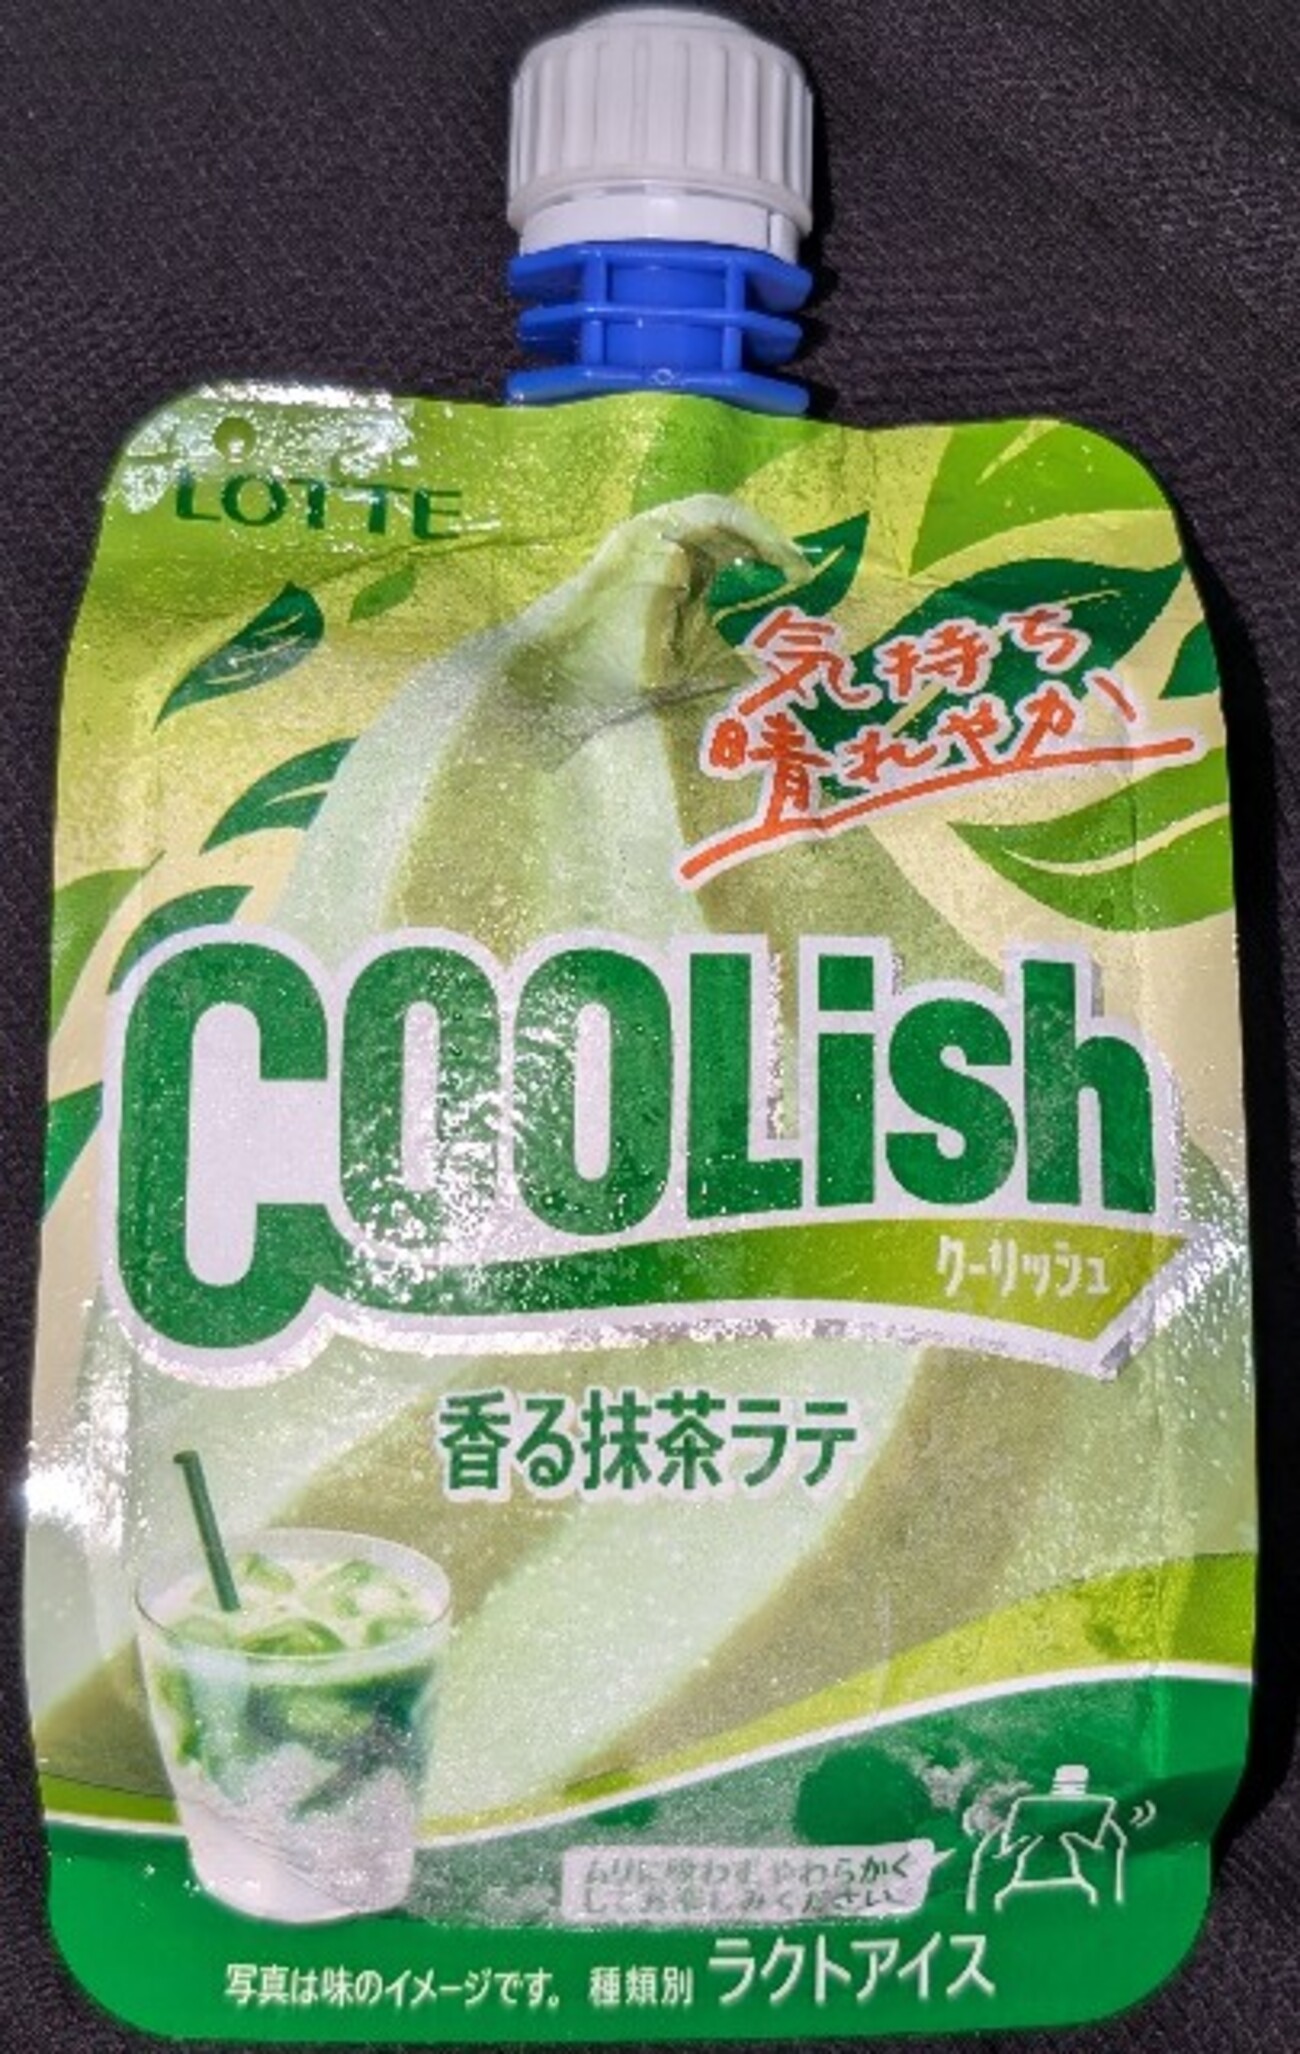 LOTTE
気持ち
晴れやか
COOLish
クーリッシュ
香る抹茶ラテ
ムリに吸わずやわらかく
してお楽しみください
写真は味のイメージです。 種類別 ラクトアイス